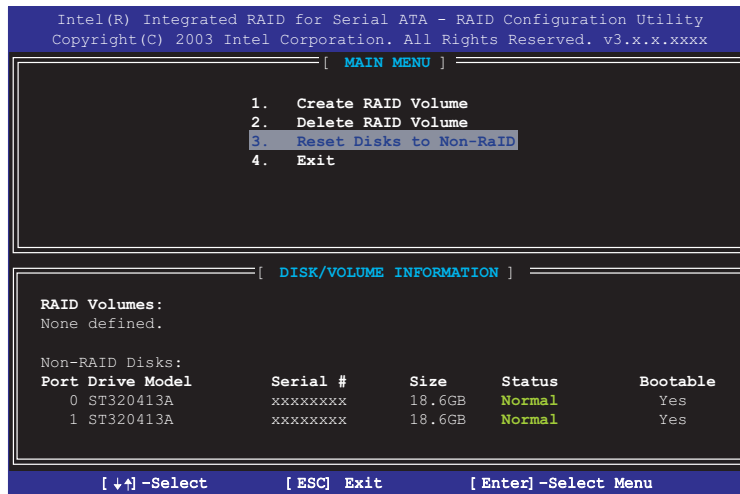 Intel(R) Integrated RAID for Serial ATA - RAID Configuration Utility
Copyright(C) 2003 Intel Corporation. All Rights Reserved. v3.x.x.xxxx
[ MAIN MENU ]
1. Create RAID Volume
2. Delete RAID Volume
3. Reset Disks to Non-RaID
4. Exit
[ DISK/VOLUME INFORMATION ]
RAID Volumes:
None defined.
Non-RAID Disks:
Port Drive Model Serial # Size Status Bootable
0 ST320413A xxxxxxxx 18.6GB Normal Yes
1 ST320413A xxxxxxxx 18.6GB Normal Yes
[↓↑]-Select [ESC] Exit [Enter]-Select Menu